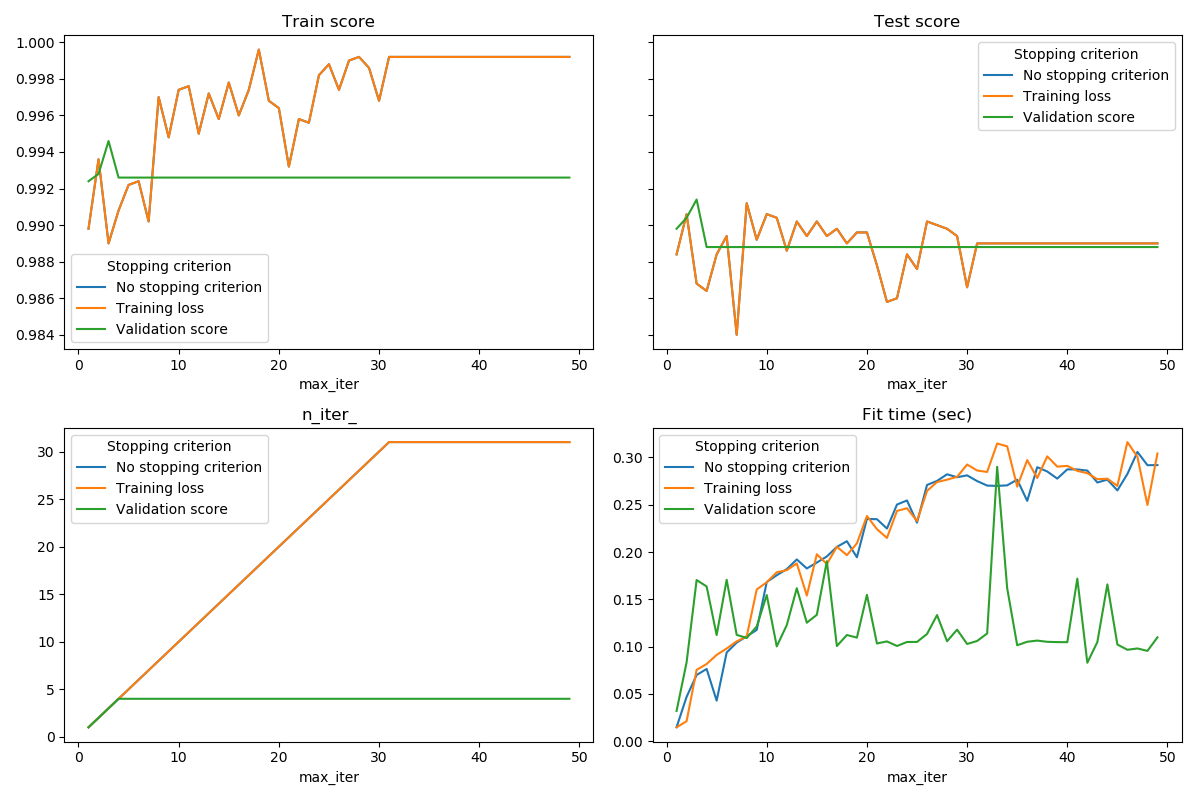 Train score
1.000
0.998
0.996
0.994
0.992
0.990
0.988
0.986
0.984
Stopping criterion
No stopping criterion
Training loss
Validation score
0 10 20 30 40 50
max_iter
Test score
Stopping criterion
No stopping criterion
Training loss
Validation score
0 10 20 30 40 50
max_iter
n_iter_
30
25
20
15
10
5
0
Stopping criterion
No stopping criterion
Training loss
Validation score
0 10 20 30 40 50
max_iter
Fit time (sec)
0.30
0.25
0.20
0.15
0.10
0.05
0.00
Stopping criterion
No stopping criterion
Training loss
Validation score
0 10 20 30 40 50
max_iter